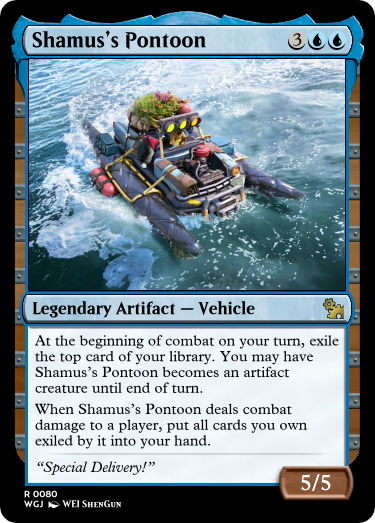 Shamus's Pontoon 3
Legendary Artifact — Vehicle
At the beginning of combat on your turn, exile
the top card of your library. You may have
Shamus's Pontoon becomes an artifact
creature until end of turn.
When Shamus's Pontoon deals combat
damage to a player, put all cards you own
exiled by it into your hand.
“Special Delivery!”
5/5
R 0080
WGJ WEI ShenGun